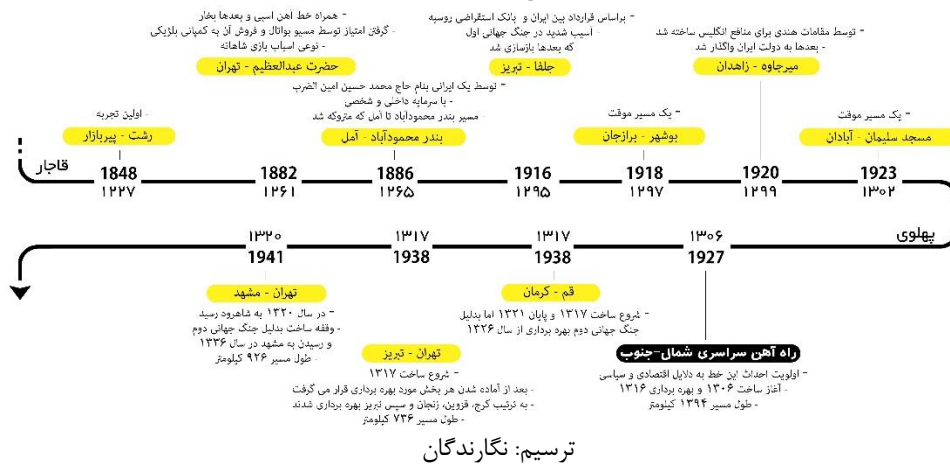 همراه خط آهن اسبی و بعدها بخار -
گرفتن امتیاز توسط مسیو بواتال و فروش آن به کمپانی بلژیکی -
نوعی اسباب بازی شاهانه -
حضرت عبدالعظیم - تهران
براساس قرارداد بین ایران و بانک استقراضی روسیه -
آسیب شدید در جنگ جهانی اول -
که بعدها بازسازی شد
جلفا - تبریز
توسط مقامات هندی برای منافع انگلیس ساخته شد -
بعدها به دولت ایران واگذار شد -
میرجاوه - زاهدان
اولین تجربه -
رشت - پیربازار
توسط یک ایرانی بنام حاج محمد حسین امین الضرب -
با سرمایه داخلی و شخصی -
مسیر بندر محمودآباد تا آمل که متروکه شد
بندر محمودآباد - آمل
یک مسیر موقت -
بوشهر - برازجان
یک مسیر موقت -
مسجد سلیمان - آبادان
قاجار
1848 1882 1886 1916 1918 1920 1923
۱۲۲۷ ۱۲۶۱ ۱۲۶۵ ۱۲۹۵ ۱۲۹۷ ۱۲۹۹ ۱۳۰۲
پهلوی
۱۳۲۰ ۱۳۱۷ ۱۳۱۷ ۱۳۰۶
1941 1938 1938 1927
راه آهن سراسری شمال-جنوب
اولویت احداث این خط به دلایل اقتصادی و سیاسی -
آغاز ساخت ۱۳۰۶ و بهره برداری ۱۳۱۶ -
طول مسیر ۱۳۹۴ کیلومتر -
قم - کرمان
شروع ساخت ۱۳۱۷ و پایان ۱۳۲۱ اما بدلیل -
جنگ جهانی دوم بهره برداری از سال ۱۳۲۶
تهران - تبریز
شروع ساخت ۱۳۱۷ -
بعد از آماده شدن هر بخش مورد بهره برداری قرار می گرفت -
به ترتیب کرج، قزوین، زنجان و سپس تبریز بهره برداری شدند -
طول مسیر ۷۳۶ کیلومتر -
تهران - مشهد
در سال ۱۳۲۰ به شاهرود رسید -
وقفه ساخت بدلیل جنگ جهانی دوم -
و رسیدن به مشهد در سال ۱۳۳۶
طول مسیر ۹۲۶ کیلومتر -
ترسیم: نگارندگان